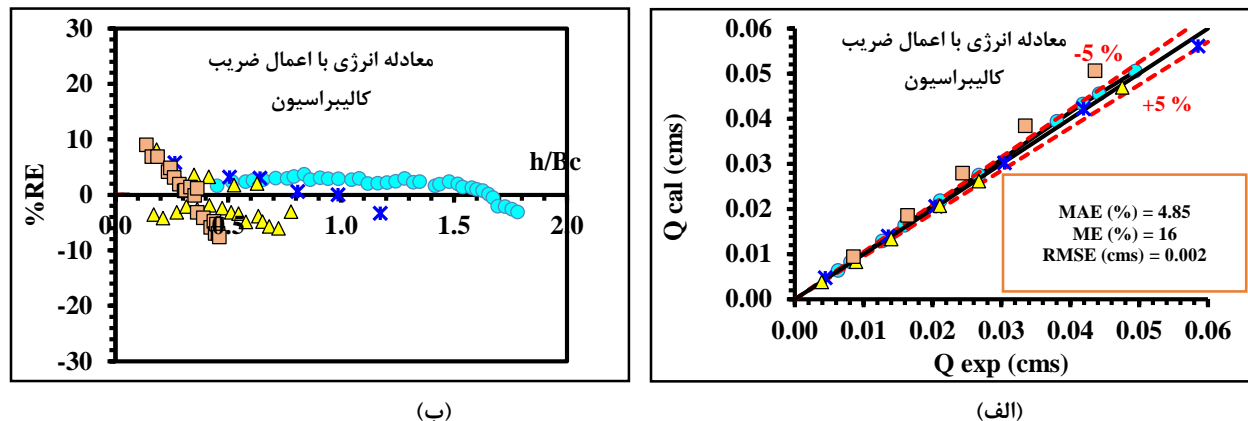 معادله انرژی با اعمال ضریب
کالیبراسیون
-5 %
+5 %
MAE (%) = 4.85
ME (%) = 16
RMSE (cms) = 0.002
Q cal (cms)
0.06
0.05
0.04
0.03
0.02
0.01
0.00
0.00 0.01 0.02 0.03 0.04 0.05 0.06
Q exp (cms)
(الف)
معادله انرژی با اعمال ضریب
کالیبراسیون
h/Bc
%RE
30
20
10
0
-10
-20
-30
0.0 0.5 1.0 1.5 2.0
(ب)